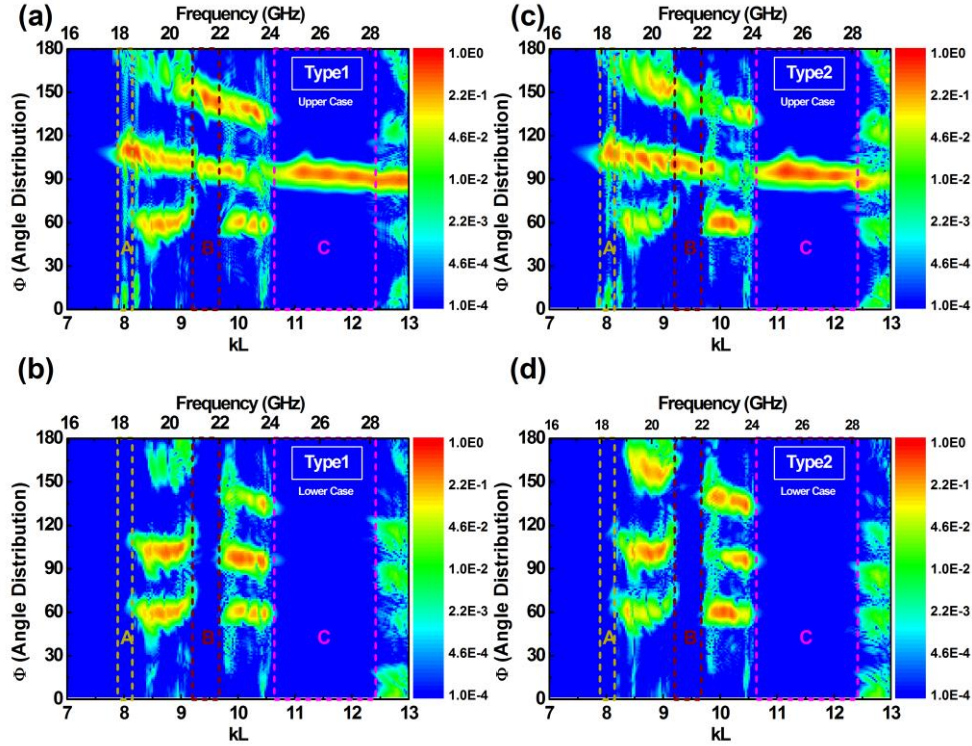 (a)
Frequency (GHz)
16 18 20 22 24 26 28
Φ (Angle Distribution)
180
150
120
90
60
30
0
Type1
Upper Case
A
B
C
7 8 9 10 11 12 13
kL
1.0E0
2.2E-1
4.6E-2
1.0E-2
2.2E-3
4.6E-4
1.0E-4
(c)
Frequency (GHz)
16 18 20 22 24 26 28
Φ (Angle Distribution)
180
150
120
90
60
30
0
Type2
Upper Case
A
B
C
7 8 9 10 11 12 13
kL
1.0E0
2.2E-1
4.6E-2
1.0E-2
2.2E-3
4.6E-4
1.0E-4
(b)
Frequency (GHz)
16 18 20 22 24 26 28
Φ (Angle Distribution)
180
150
120
90
60
30
0
Type1
Lower Case
A
B
C
7 8 9 10 11 12 13
kL
1.0E0
2.2E-1
4.6E-2
1.0E-2
2.2E-3
4.6E-4
1.0E-4
(d)
Frequency (GHz)
16 18 20 22 24 26 28
Φ (Angle Distribution)
180
150
120
90
60
30
0
Type2
Lower Case
A
B
C
7 8 9 10 11 12 13
kL
1.0E0
2.2E-1
4.6E-2
1.0E-2
2.2E-3
4.6E-4
1.0E-4